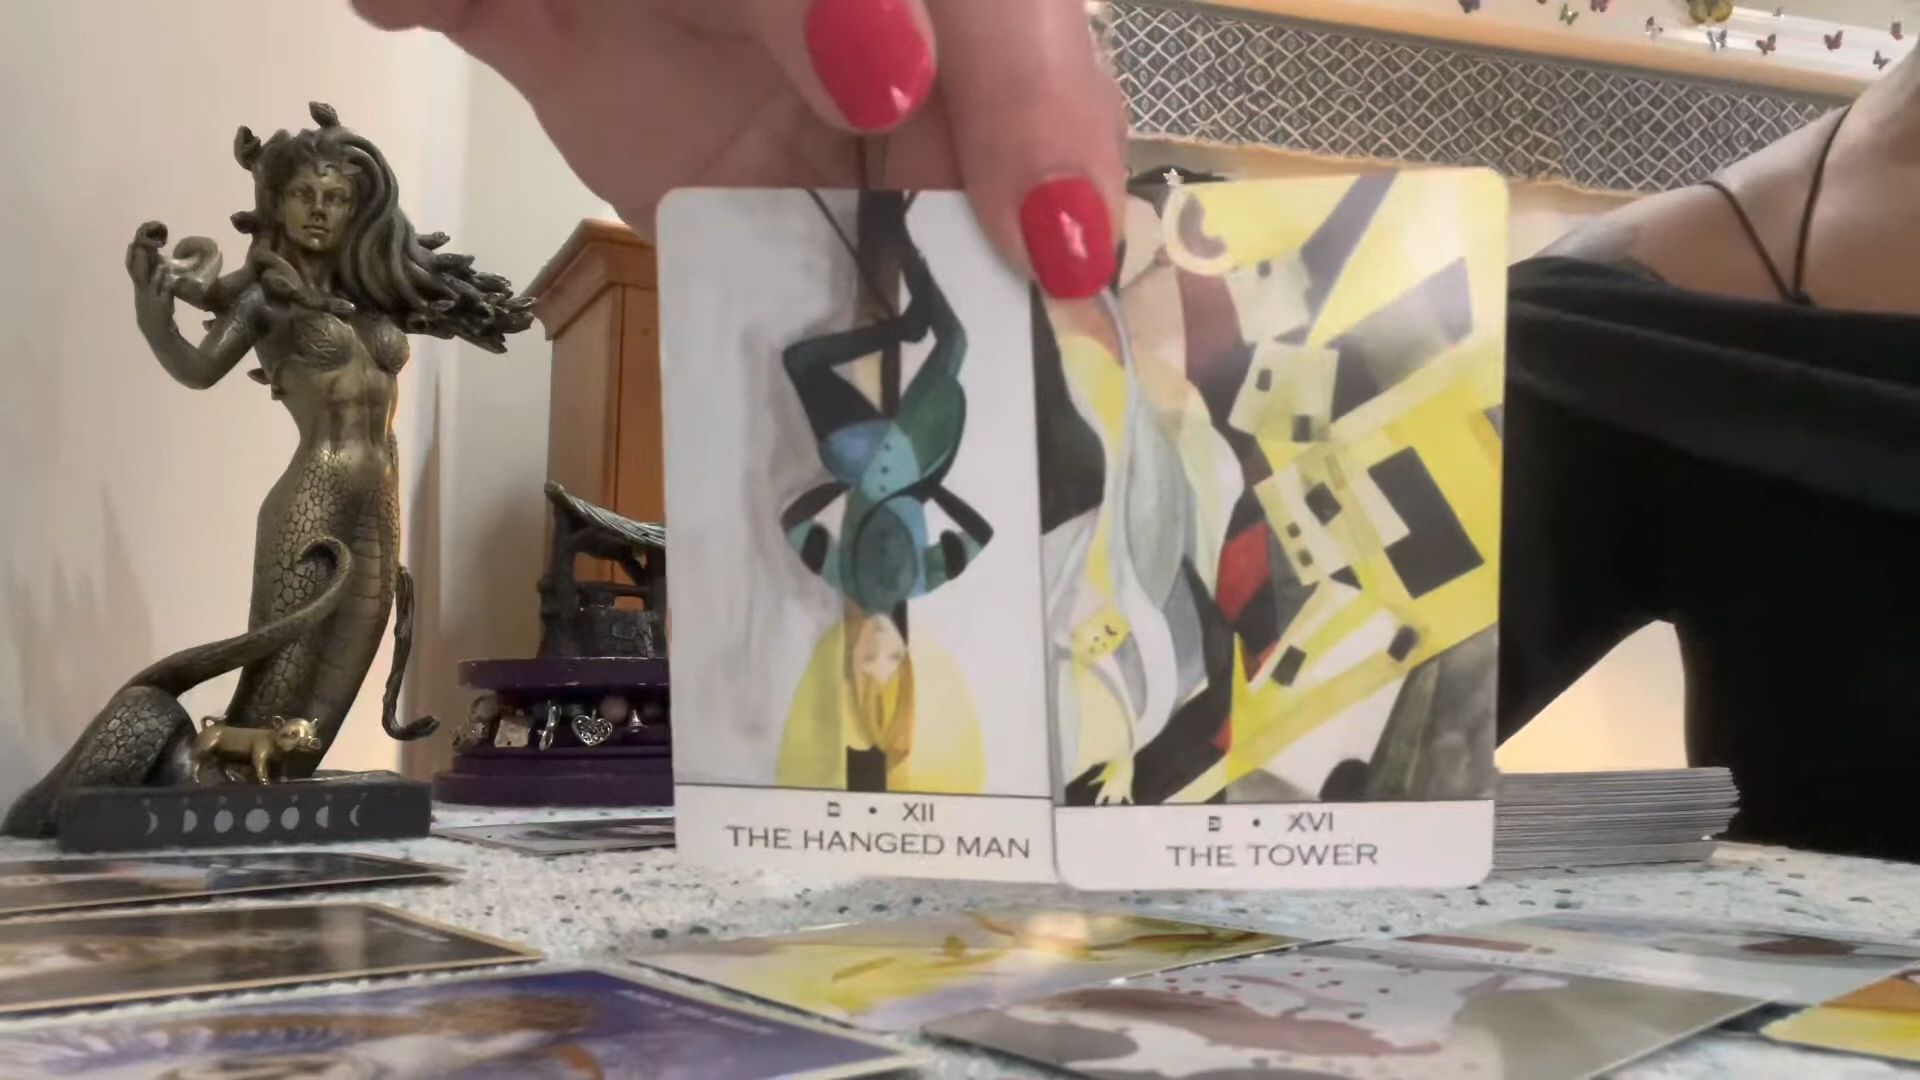 • XII
THE HANGED MAN
• XVI
THE TOWER